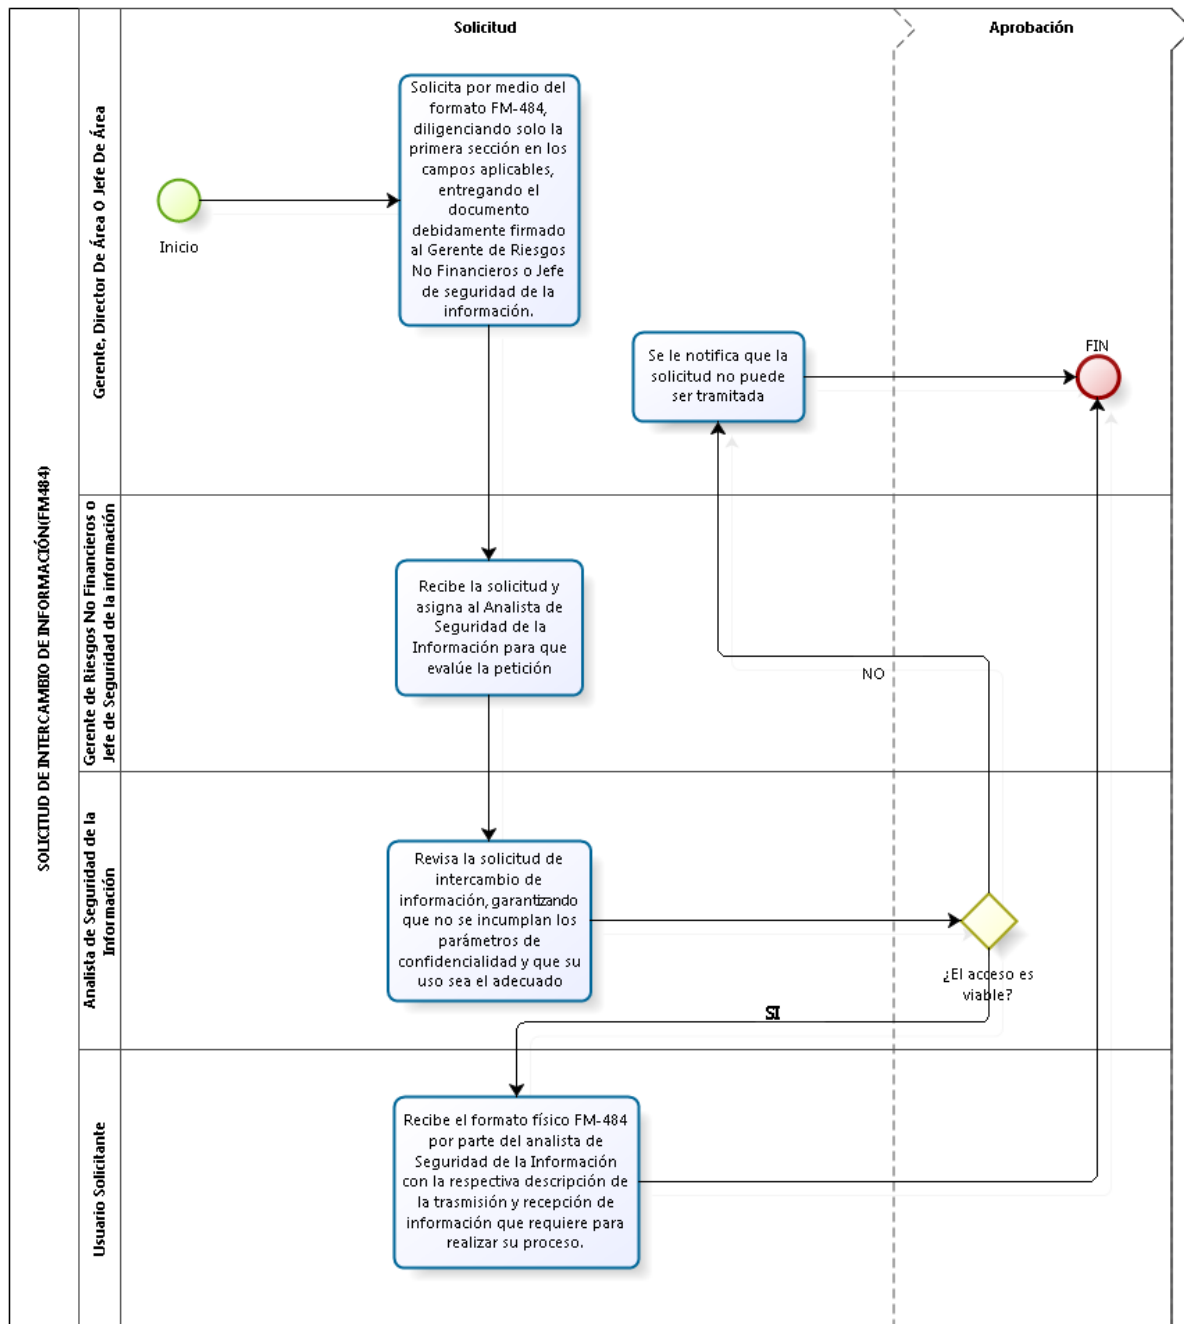 SOLICITUD DE INTERCAMBIO DE INFORMACIÓN(FM484)
Solicitud
Aprobación
Gerente, Director De Área O Jefe De Área
Inicio
Solicita por medio del
formato FM-484,
diligenciando solo la
primera sección en los
campos aplicables,
entregando el
documento
debidamente firmado
al Gerente de Riesgos
No Financieros o Jefe
de seguridad de la
información.
Se le notifica que la
solicitud no puede
ser tramitada
FIN
Gerente de Riesgos No Financieros o
Jefe de Seguridad de la información
Recibe la solicitud y
asigna al Analista de
Seguridad de la
Información para que
evalúe la petición
NO
Analista de Seguridad de la
Información
Revisa la solicitud de
intercambio de
información, garantizando
que no se incumplan los
parámetros de
confidencialidad y que su
uso sea el adecuado
¿El acceso es
viable?
SI
Usuario Solicitante
Recibe el formato físico FM-484
por parte del analista de
Seguridad de la Información
con la respectiva descripción de
la trasmisión y recepción de
información que requiere para
realizar su proceso.